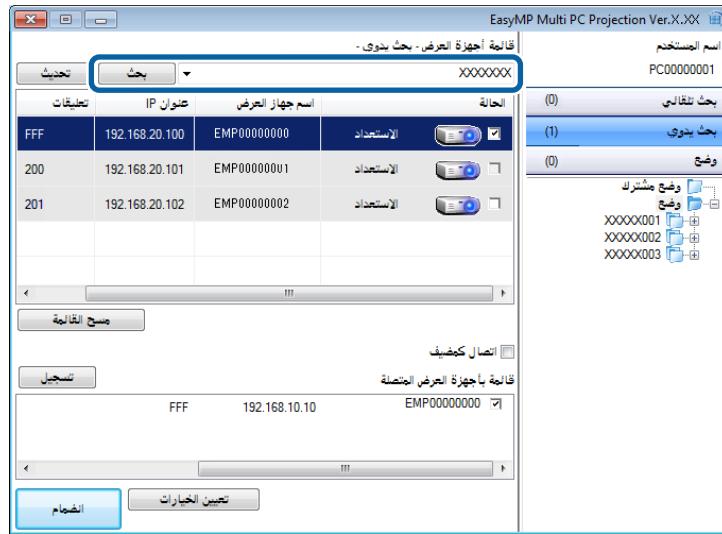 EasyMP Multi PC Projection Ver.X.XX
اسم المستخدم
PC00000001
بحث تلقائي (0)
بحث يدوي (1)
وضع (0)
وضع مشترك
وضع
XXXXX001
XXXXX002
XXXXX003
قائمة أجهزة العرض - بحث يدوي -
XXXXXXX بحث تحديث
الحالة اسم جهاز العرض عنوان IP تعليقات
الاستعداد EMP00000000 192.168.20.100 FFF
الاستعداد EMP00000001 192.168.20.101 200
الاستعداد EMP00000002 192.168.20.102 201
مسح القائمة
اتصال كمضيف
قائمة بأجهزة العرض المتصلة تسجيل
EMP00000000 192.168.10.10 FFF
تعيين الخيارات
انضمام